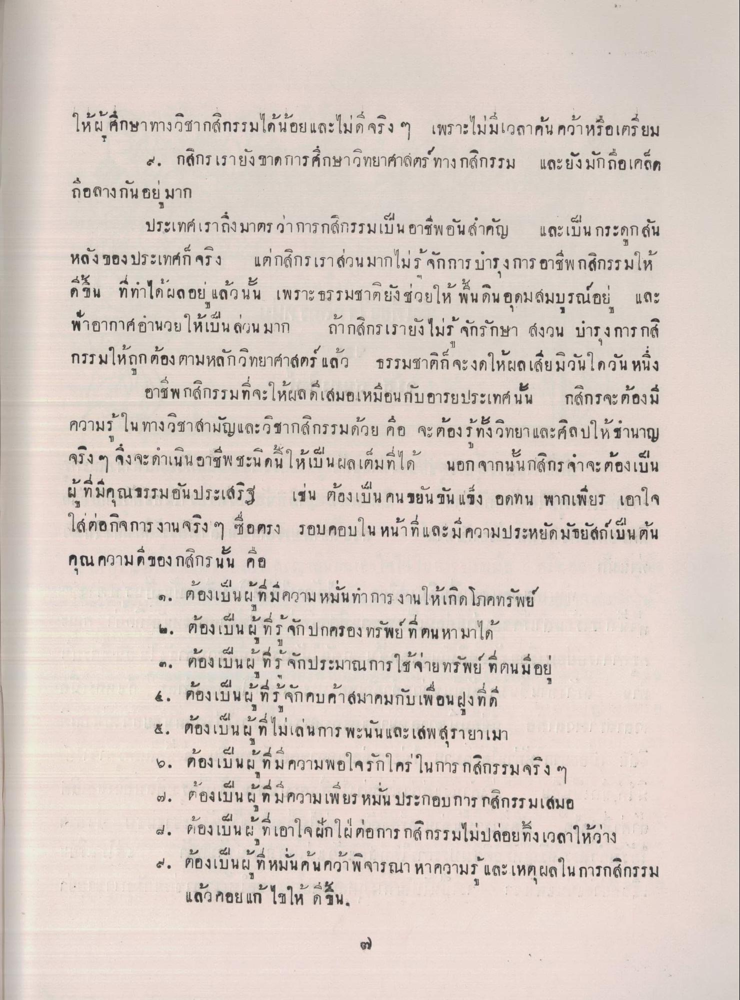 ให้ผู้ศึกษาทางวิชากสิกรรมได้น้อยและไม่ดีจริง ๆ เพราะไม่มีเวลาค้นคว้าหรือเตรียม
๙. กสิกรเรายังขาดการศึกษาวิทยาศาสตร์ทางกสิกรรม และยังมักถือเคล็ด
ถือลางกันอยู่มาก
ประเทศเราถึงมาตรว่าการกสิกรรมเป็นอาชีพอันสำคัญ และเป็นกระดูกสัน
หลังของประเทศก็จริง แต่กสิกรเราส่วนมากไม่รู้จักการบำรุงการอาชีพกสิกรรมให้
ดีขึ้น ที่ทำได้ผลอยู่แล้วนั้น เพราะธรรมชาติยังช่วยให้พื้นดินอุดมสมบูรณ์อยู่ และ
ฟ้าอากาศอำนวยให้เป็นส่วนมาก ถ้ากสิกรเรายังไม่รู้จักรักษา สงวน บำรุงการกสิ
กรรมให้ถูกต้องตามหลักวิทยาศาสตร์แล้ว ธรรมชาติก็จะงดให้ผลเสียมิวันใดวันหนึ่ง
อาชีพกสิกรรมที่จะให้ผลดีเสมอเหมือนกับอารยประเทศนั้น กสิกรจะต้องมี
ความรู้ในทางวิชาสามัญและวิชากสิกรรมด้วย คือ จะต้องรู้ทั้งวิทยาและศิลปให้ชำนาญ
จริงๆ จึงจะดำเนินอาชีพชะนิดนี้ให้เป็นผลเต็มที่ได้ นอกจากนั้นกสิกรจำจะต้องเป็น
ผู้ที่มีคุณธรรมอันประเสริฐ เช่น ต้องเป็นคนขยันขันแข็ง อดทน พากเพียร เอาใจ
ใส่ต่อกิจการงานจริงๆ ซื่อตรง รอบคอบในหน้าที่และมีความประหยัดมัธยัสถ์เป็นต้น
คุณความดีของกสิกรนั้น คือ
๑. ต้องเป็นผู้ที่มีความหมั่นทำการงานให้เกิดโภคทรัพย์
๒. ต้องเป็นผู้ที่รู้จักปกครองทรัพย์ที่ตนหามาได้
๓. ต้องเป็นผู้ที่รู้จักประมาณการใช้จ่ายทรัพย์ที่ตนมีอยู่
๔. ต้องเป็นผู้ที่รู้จักคบค้าสมาคมกับเพื่อนฝูงที่ดี
๕. ต้องเป็นผู้ที่ไม่เล่นการพะนันและเสพสุรายาเมา
๖. ต้องเป็นผู้ที่มีความพอใจรักใคร่ในการกสิกรรมจริง ๆ
๗. ต้องเป็นผู้ที่มีความเพียรหมั่นประกอบการกสิกรรมเสมอ
๘. ต้องเป็นผู้ที่เอาใจฝักใฝ่ต่อการกสิกรรมไม่ปล่อยทิ้งเวลาให้ว่าง
๙. ต้องเป็นผู้ที่หมั่นค้นคว้าพิจารณาหาความรู้และเหตุผลในการกสิกรรม
แล้วคอยแก้ไขให้ดีขึ้น.
๗